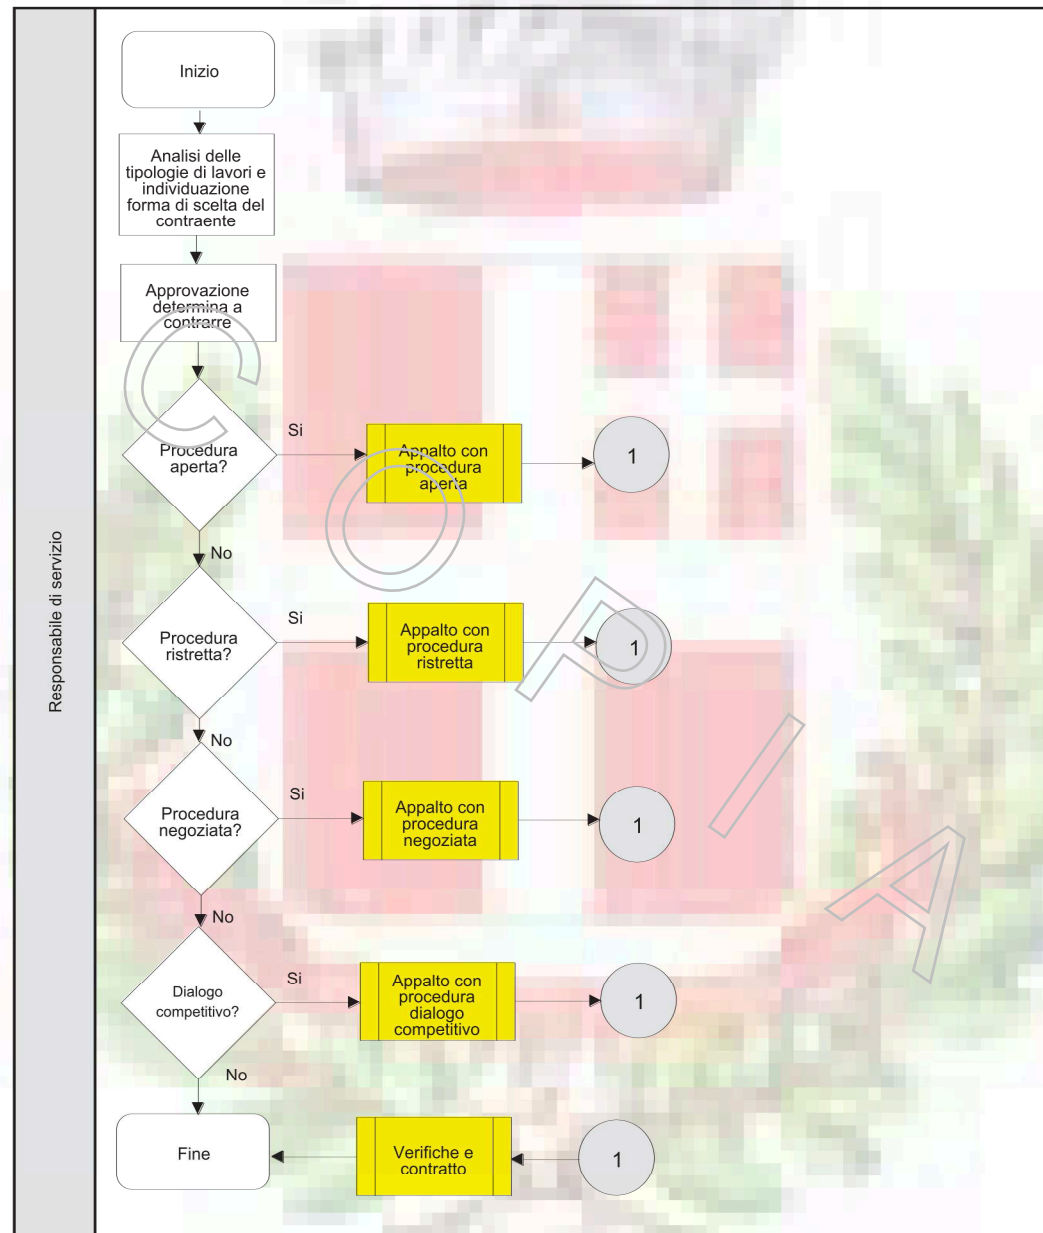 Responsabile di servizio
Inizio
Analisi delle
tipologie di lavori e
individuazione
forma di scelta del
contraente
Approvazione
determina a
contrarre
Procedura
aperta?
Si
Appalto con
procedura
aperta
1
No
Procedura
ristretta?
Si
Appalto con
procedura
ristretta
1
No
Procedura
negoziata?
Si
Appalto con
procedura
negoziata
1
No
Dialogo
competitivo?
Si
Appalto con
procedura
dialogo
competitivo
1
No
Fine
Verifiche e
contratto
1
COPIA